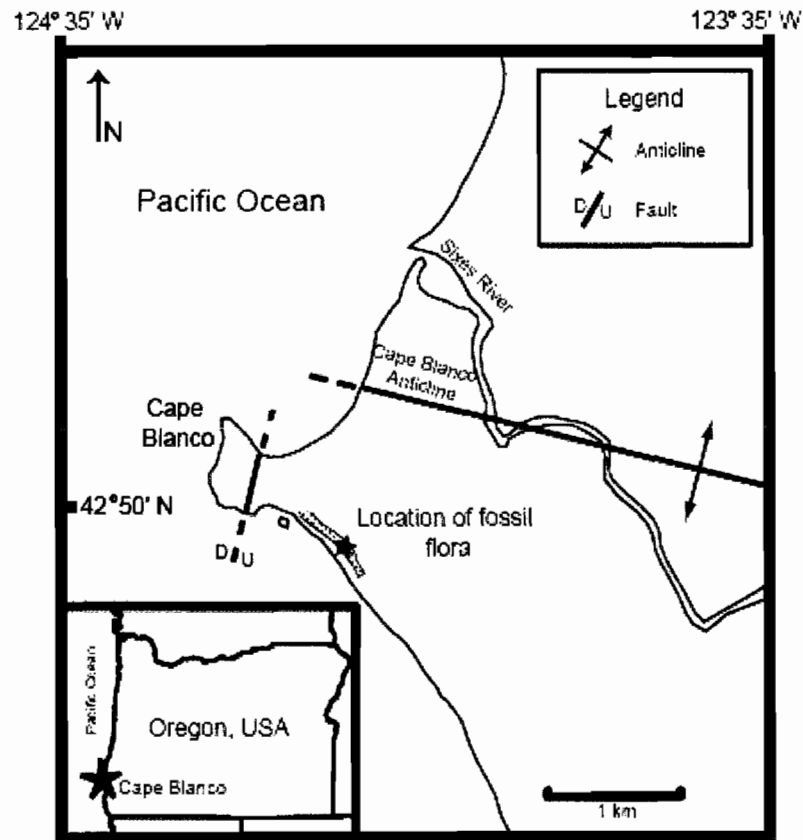 124° 35' W
123° 35' W
N
Legend
Anticline
D/U Fault
Pacific Ocean
Sixes River
Cape Blanco
Anticline
Cape
Blanco
42°50' N
Location of fossil
flora
D U
Pacific Ocean
Oregon, USA
Cape Blanco
1 km